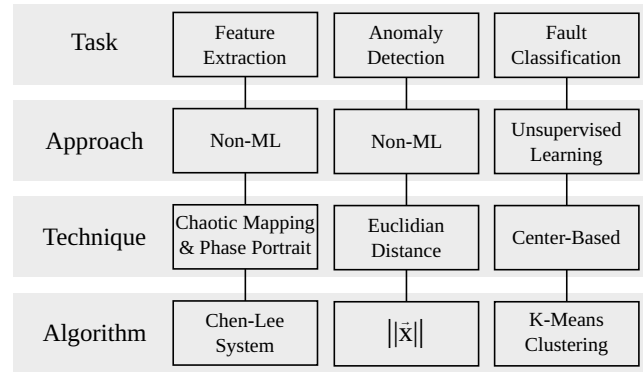 Task
Feature
Extraction
Anomaly
Detection
Fault
Classification
Approach
Non-ML
Non-ML
Unsupervised
Learning
Technique
Chaotic Mapping
& Phase Portrait
Euclidian
Distance
Center-Based
Algorithm
Chen-Lee
System
||x⃗||
K-Means
Clustering